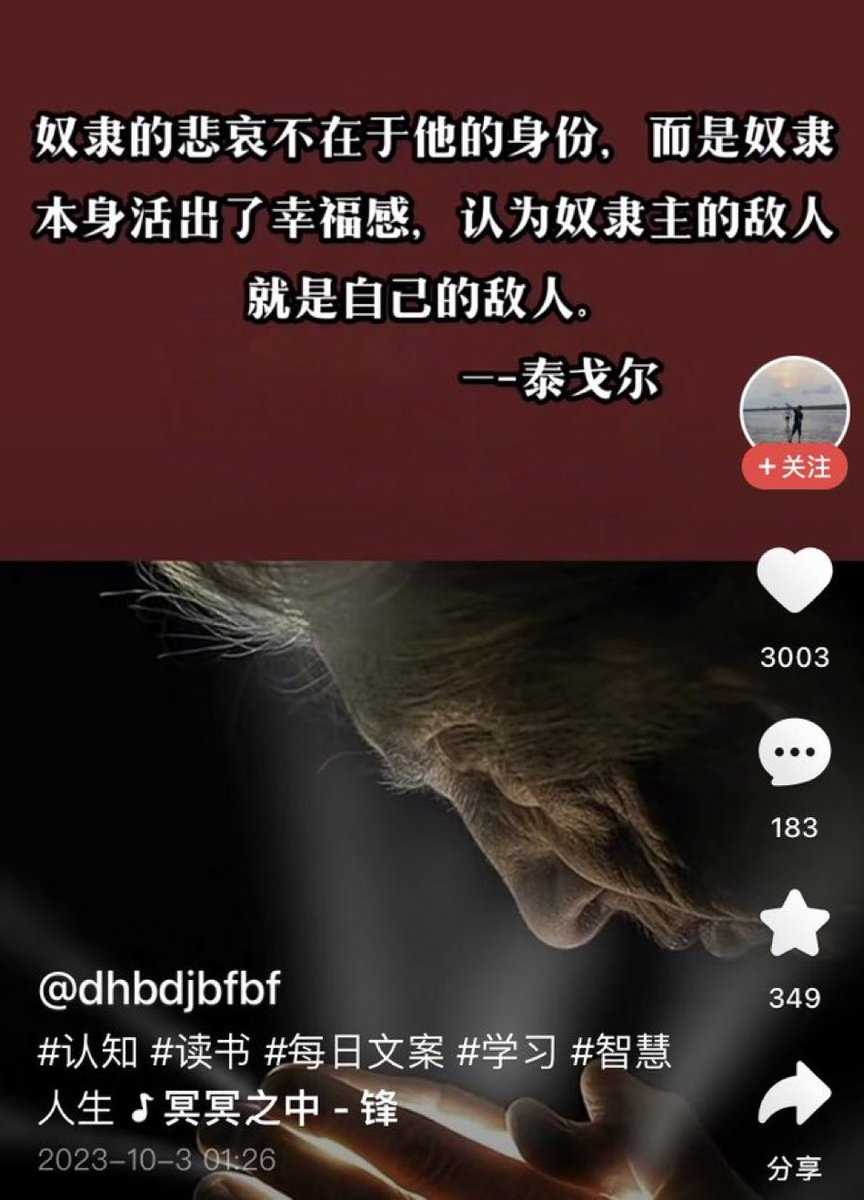 奴隶的悲哀不在于他的身份，而是奴隶
本身活出了幸福感，认为奴隶主的敌人
就是自己的敌人。
—--泰戈尔
+关注
3003
183
349
分享
@dhbdjbfbf
#认知 #读书 #每日文案 #学习 #智慧
人生 ♪ 冥冥之中 - 锋
2023-10-3 01:26